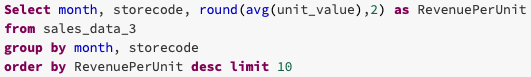 Select month, storecode, round(avg(unit_value),2) as RevenuePerUnit
from sales_data_3
group by month, storecode
order by RevenuePerUnit desc limit 10